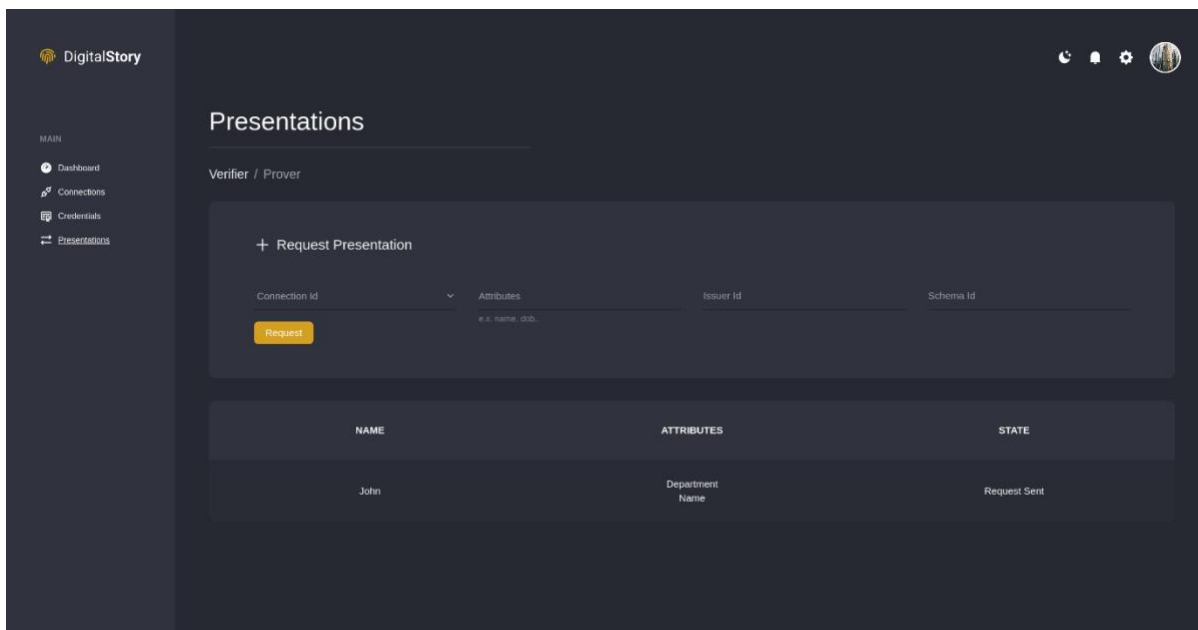 DigitalStory
MAIN
Dashboard
Connections
Credentials
Presentations
Presentations
Verifier / Prover
+ Request Presentation
Connection Id
Attributes
Issuer Id
Schema Id
e.x. name, dob..
Request
NAME ATTRIBUTES STATE
John Department Name Request Sent